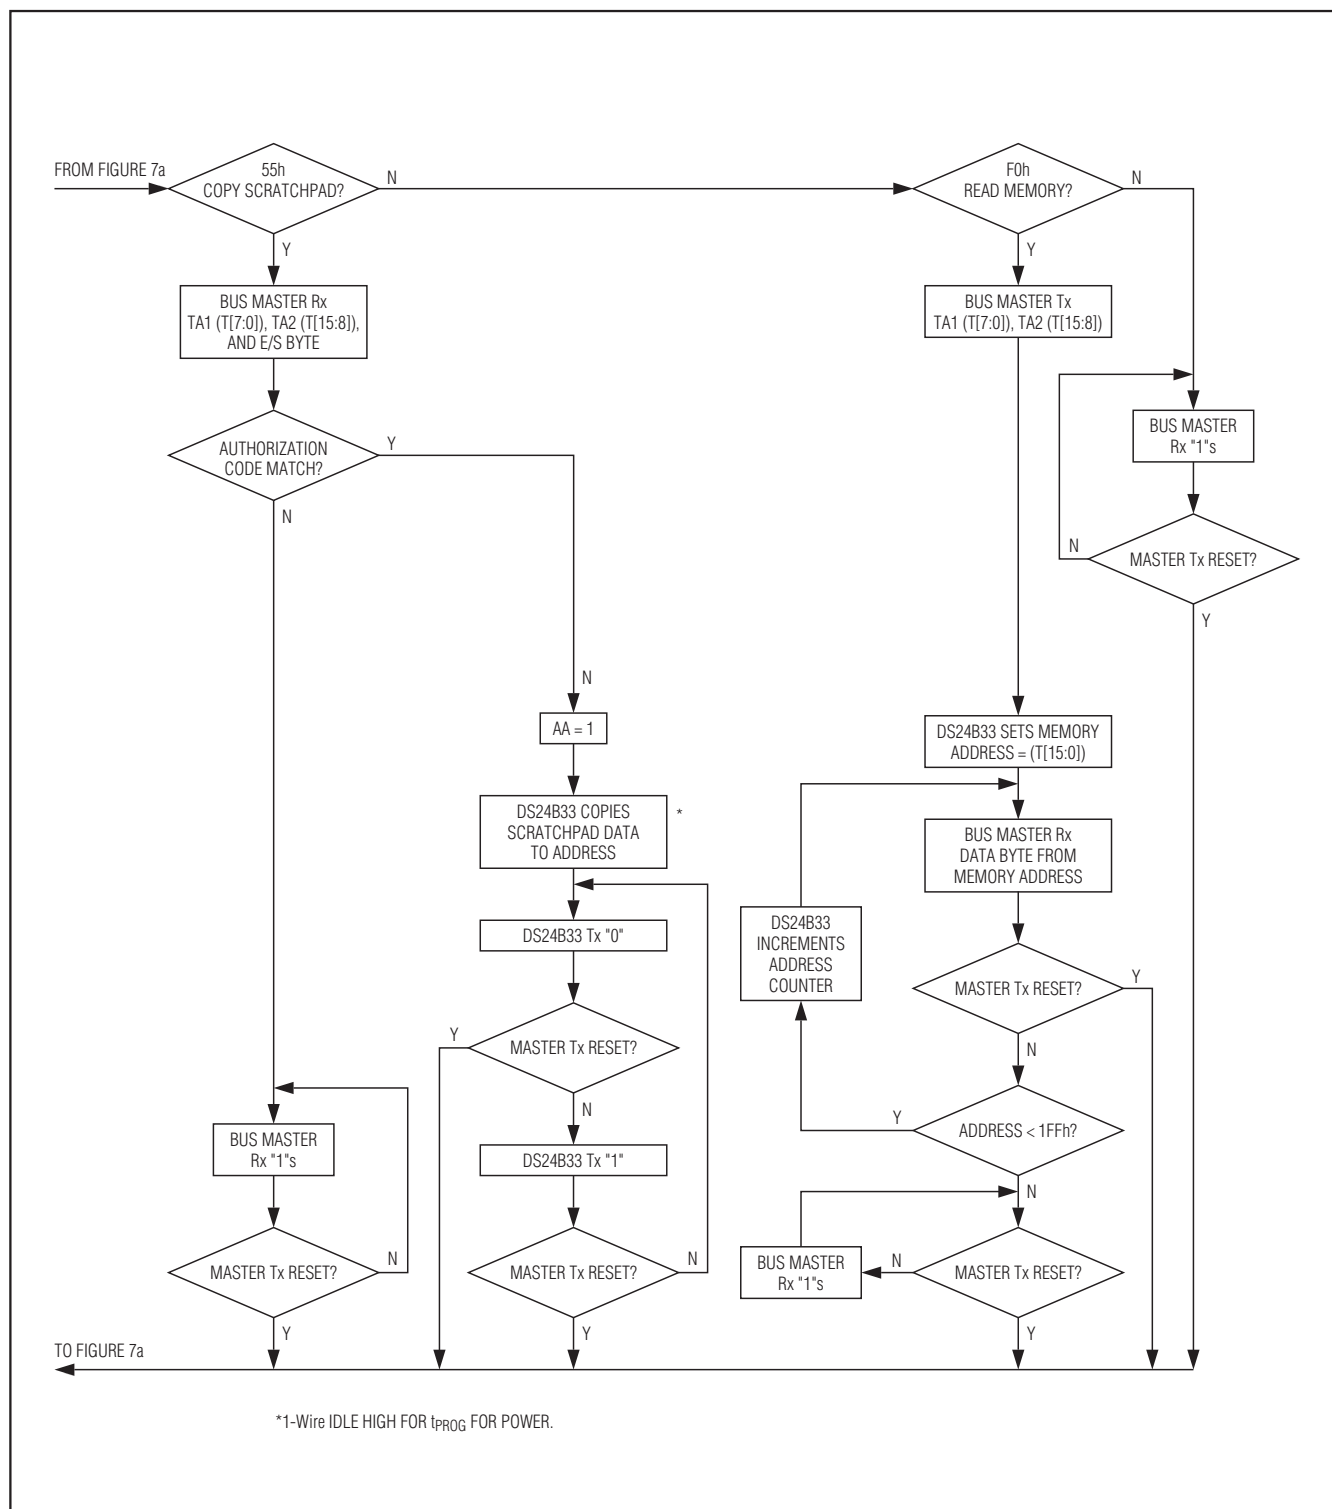 FROM FIGURE 7a
55h
COPY SCRATCHPAD?
N
Y
BUS MASTER Rx
TA1 (T[7:0]), TA2 (T[15:8]),
AND E/S BYTE
AUTHORIZATION
CODE MATCH?
Y
N
BUS MASTER
Rx "1"s
MASTER Tx RESET?
N
Y
N
AA = 1
DS24B33 COPIES
SCRATCHPAD DATA
TO ADDRESS
*
DS24B33 Tx "0"
MASTER Tx RESET?
Y
N
DS24B33 Tx "1"
MASTER Tx RESET?
N
Y
F0h
READ MEMORY?
N
Y
BUS MASTER Tx
TA1 (T[7:0]), TA2 (T[15:8])
DS24B33 SETS MEMORY
ADDRESS = (T[15:0])
BUS MASTER Rx
DATA BYTE FROM
MEMORY ADDRESS
DS24B33
INCREMENTS
ADDRESS
COUNTER
MASTER Tx RESET?
Y
N
ADDRESS < 1FFh?
Y
N
BUS MASTER
Rx "1"s
N
MASTER Tx RESET?
Y
BUS MASTER
Rx "1"s
MASTER Tx RESET?
N
Y
TO FIGURE 7a
*1-Wire IDLE HIGH FOR tPROG FOR POWER.